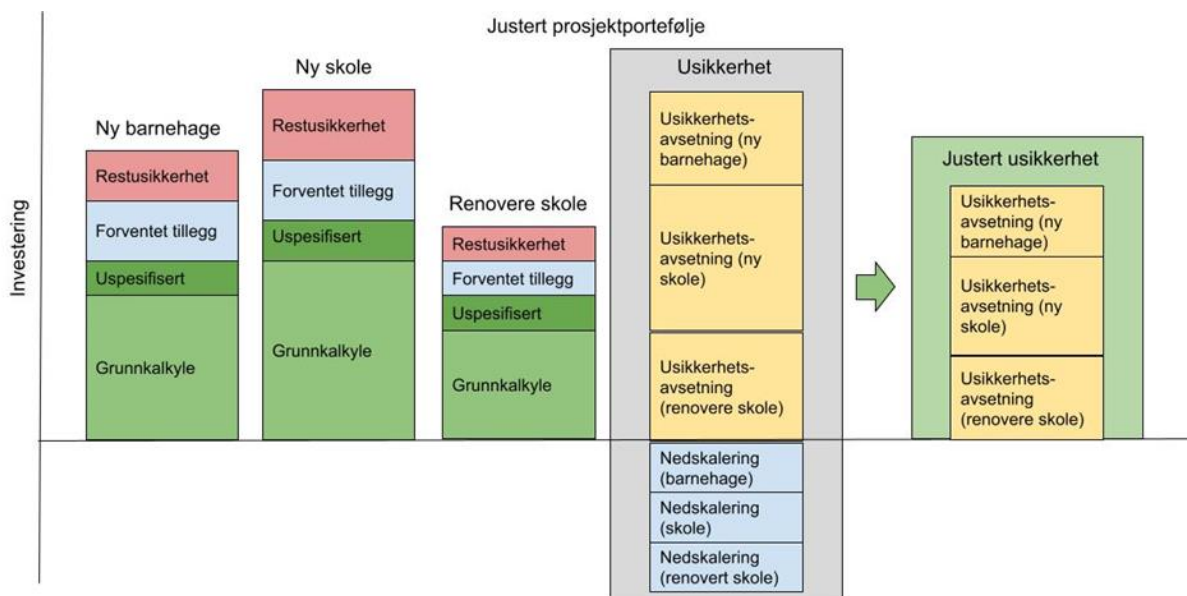 Justert prosjektportefølje
Investering
Ny barnehage
Restusikkerhet
Forventet tillegg
Uspesifisert
Grunnkalkyle
Ny skole
Restusikkerhet
Forventet tillegg
Uspesifisert
Grunnkalkyle
Renovere skole
Restusikkerhet
Forventet tillegg
Uspesifisert
Grunnkalkyle
Usikkerhet
Usikkerhets-
avsetning (ny
barnehage)
Usikkerhets-
avsetning (ny
skole)
Usikkerhets-
avsetning
(renovere skole)
Nedskalering
(barnehage)
Nedskalering
(skole)
Nedskalering
(renovert skole)
Justert usikkerhet
Usikkerhets-
avsetning (ny
barnehage)
Usikkerhets-
avsetning (ny
skole)
Usikkerhets-
avsetning
(renovere skole)